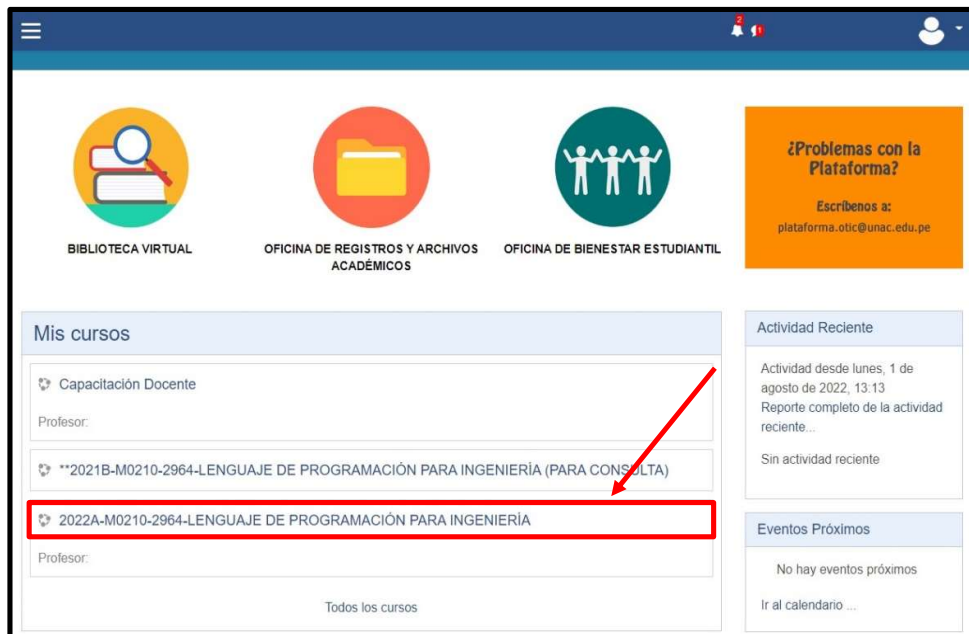 2
1
BIBLIOTECA VIRTUAL
OFICINA DE REGISTROS Y ARCHIVOS
ACADÉMICOS
OFICINA DE BIENESTAR ESTUDIANTIL
¿Problemas con la
Plataforma?
Escríbenos a:
plataforma.otic@unac.edu.pe
Mis cursos
Capacitación Docente
Profesor:
**2021B-M0210-2964-LENGUAJE DE PROGRAMACIÓN PARA INGENIERÌA (PARA CONSULTA)
2022A-M0210-2964-LENGUAJE DE PROGRAMACIÓN PARA INGENIERÌA
Profesor:
Todos los cursos
Actividad Reciente
Actividad desde lunes, 1 de
agosto de 2022, 13:13
Reporte completo de la actividad
reciente...
Sin actividad reciente
Eventos Próximos
No hay eventos próximos
Ir al calendario ...